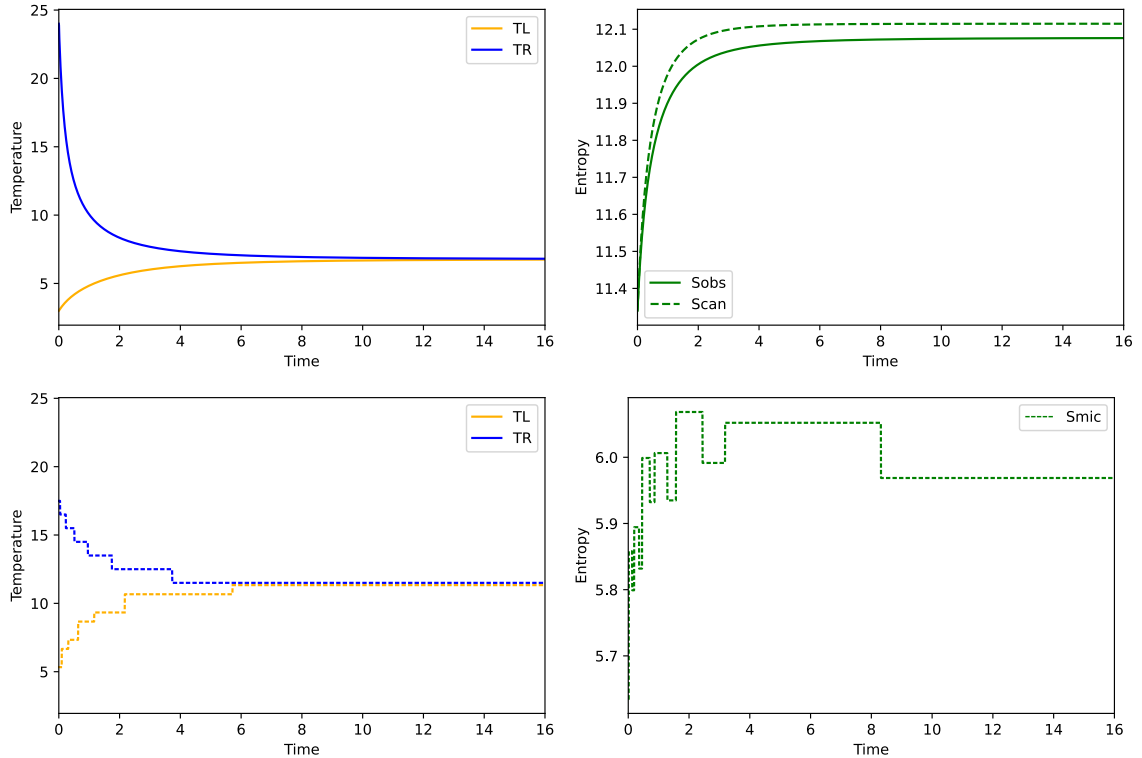 25
20
15
10
5
Temperature
TL
TR
0 2 4 6 8 10 12 14 16
Time
12.1
12.0
11.9
11.8
11.7
11.6
11.5
11.4
Entropy
Sobs
Scan
0 2 4 6 8 10 12 14 16
Time
25
20
15
10
5
Temperature
TL
TR
0 2 4 6 8 10 12 14 16
Time
6.0
5.9
5.8
5.7
Entropy
Smic
0 2 4 6 8 10 12 14 16
Time